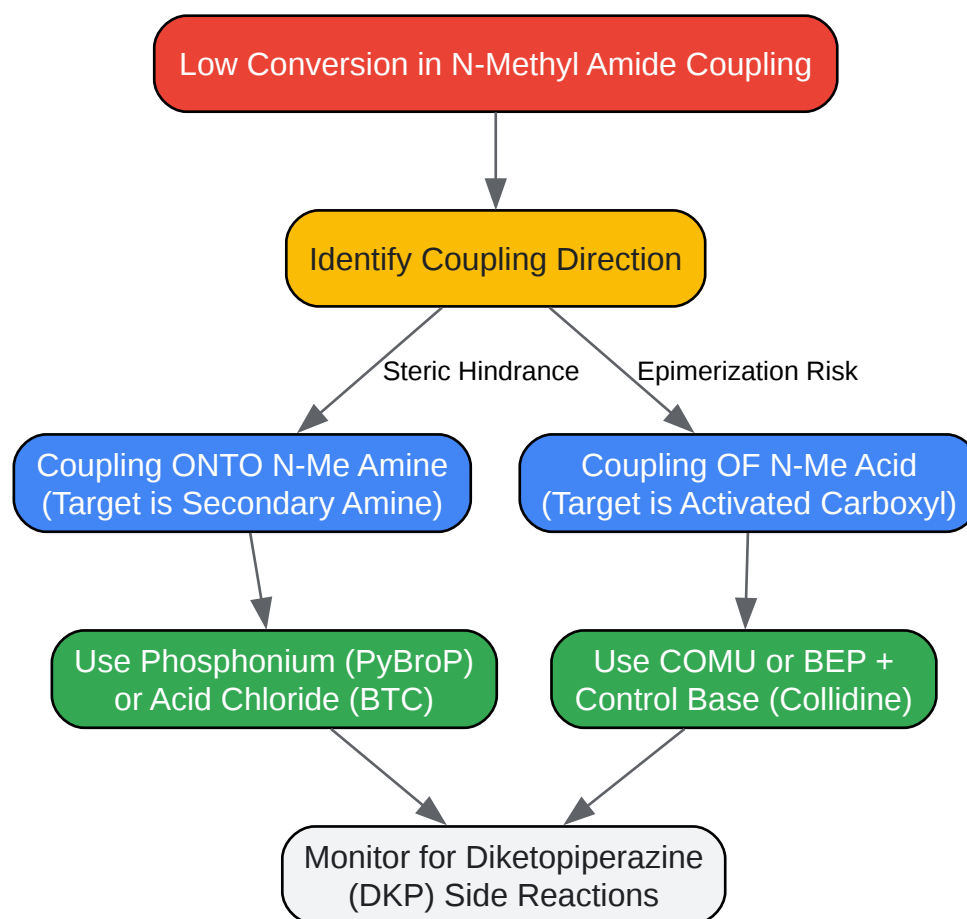 Low Conversion in N-Methyl Amide Coupling
Identify Coupling Direction
Steric Hindrance
Epimerization Risk
Coupling ONTO N-Me Amine
(Target is Secondary Amine)
Coupling OF N-Me Acid
(Target is Activated Carboxyl)
Use Phosphonium (PyBroP)
or Acid Chloride (BTC)
Use COMU or BEP +
Control Base (Collidine)
Monitor for Diketopiperazine
(DKP) Side Reactions